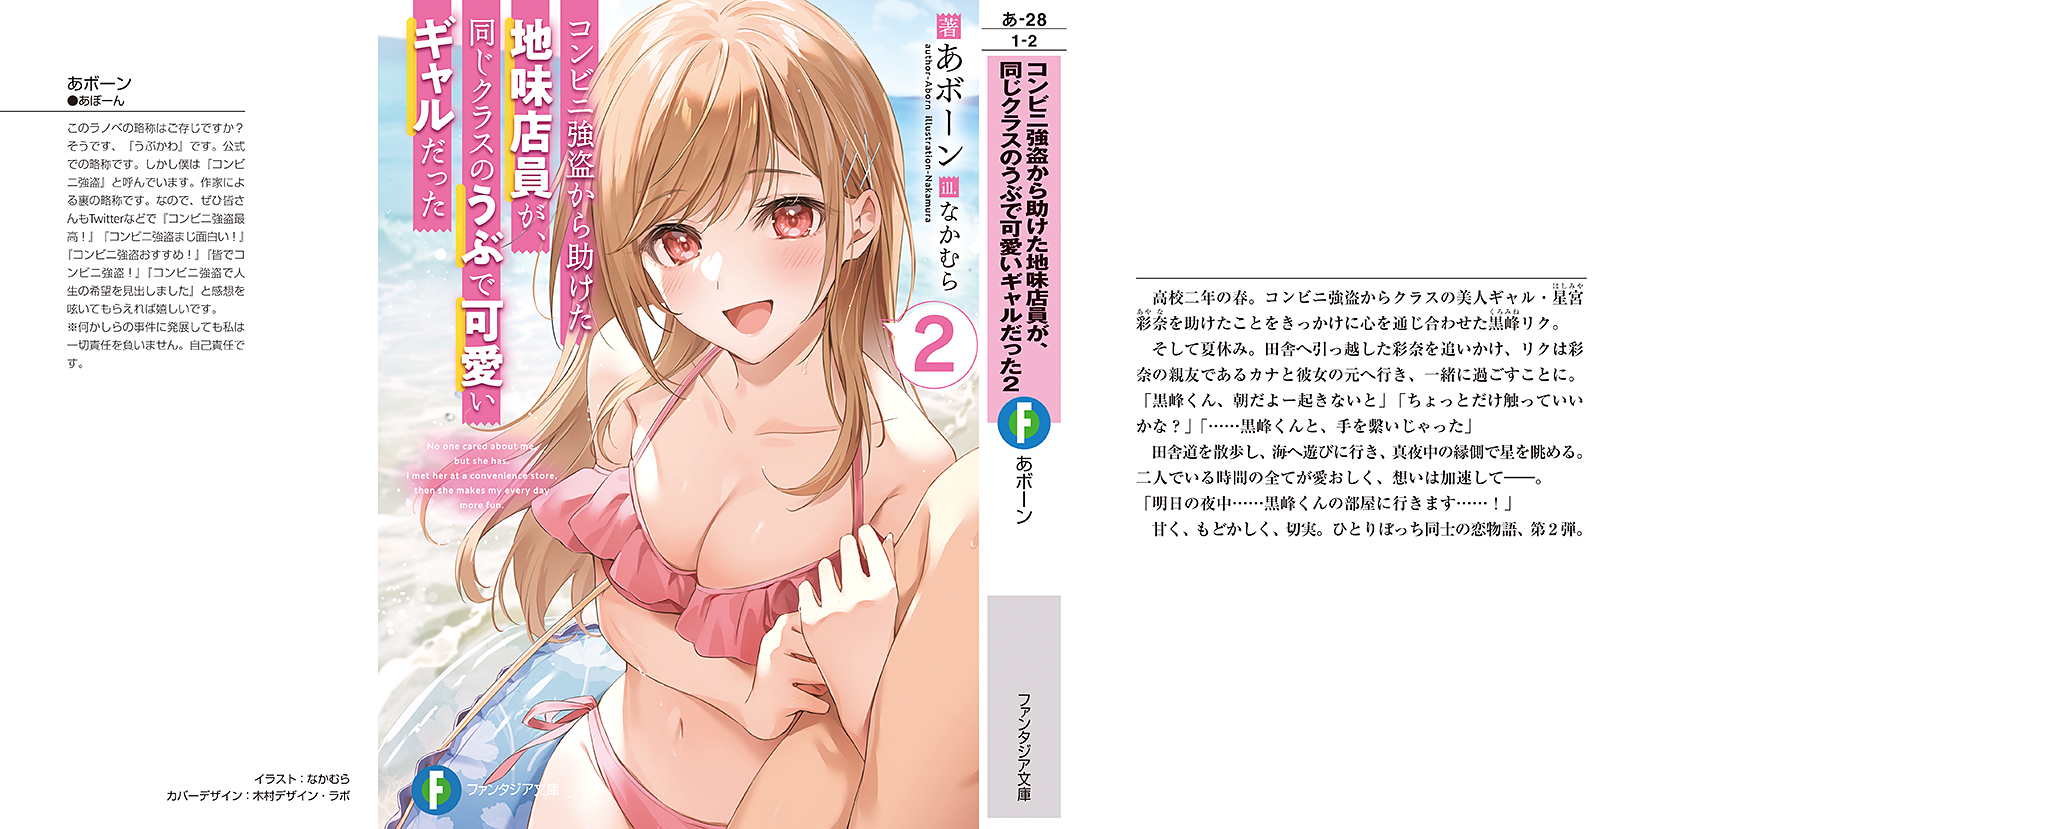 あボーン
●あぼーん
このラノベの略称はご存じですか？
そうです、『うぶかわ』です。公式
での略称です。しかし僕は『コンビ
ニ強盗』と呼んでいます。作家によ
る裏の略称です。なので、ぜひ皆さ
んもTwitterなどで『コンビニ強盗最
高！』『コンビニ強盗まじ面白い！』
『コンビニ強盗おすすめ！』『皆でコ
ンビニ強盗！』『コンビニ強盗で人
生の希望を見出しました』と感想を
呟いてもらえれば嬉しいです。
※何かしらの事件に発展しても私は
一切責任を負いません。自己責任で
す。
イラスト：なかむら
カバーデザイン：木村デザイン・ラボ
コンビニ強盗から助けた
地味店員が、
同じクラスのうぶで可愛い
ギャルだった
2
著 あボーン
author-Aborn illustration-Nakamura
ill. なかむら
No one cared about me,
but she has.
I met her at a convenience store,
then she makes my every day
more fun.
ファンタジア文庫
あ-28
1-2
コンビニ強盗から助けた地味店員が、
同じクラスのうぶで可愛いギャルだった2
あボーン
ファンタジア文庫
高校二年の春。コンビニ強盗からクラスの美人ギャル・星宮
彩奈を助けたことをきっかけに心を通じ合わせた黒峰リク。
そして夏休み。田舎へ引っ越した彩奈を追いかけ、リクは彩
奈の親友であるカナと彼女の元へ行き、一緒に過ごすことに。
「黒峰くん、朝だよー起きないと」「ちょっとだけ触っていい
かな？」「……黒峰くんと、手を繋いじゃった」
田舎道を散歩し、海へ遊びに行き、真夜中の縁側で星を眺める。
二人でいる時間の全てが愛おしく、想いは加速して――。
「明日の夜中……黒峰くんの部屋に行きます……！」
甘く、もどかしく、切実。ひとりぼっち同士の恋物語、第２弾。
はしみや
あやな
くろみね